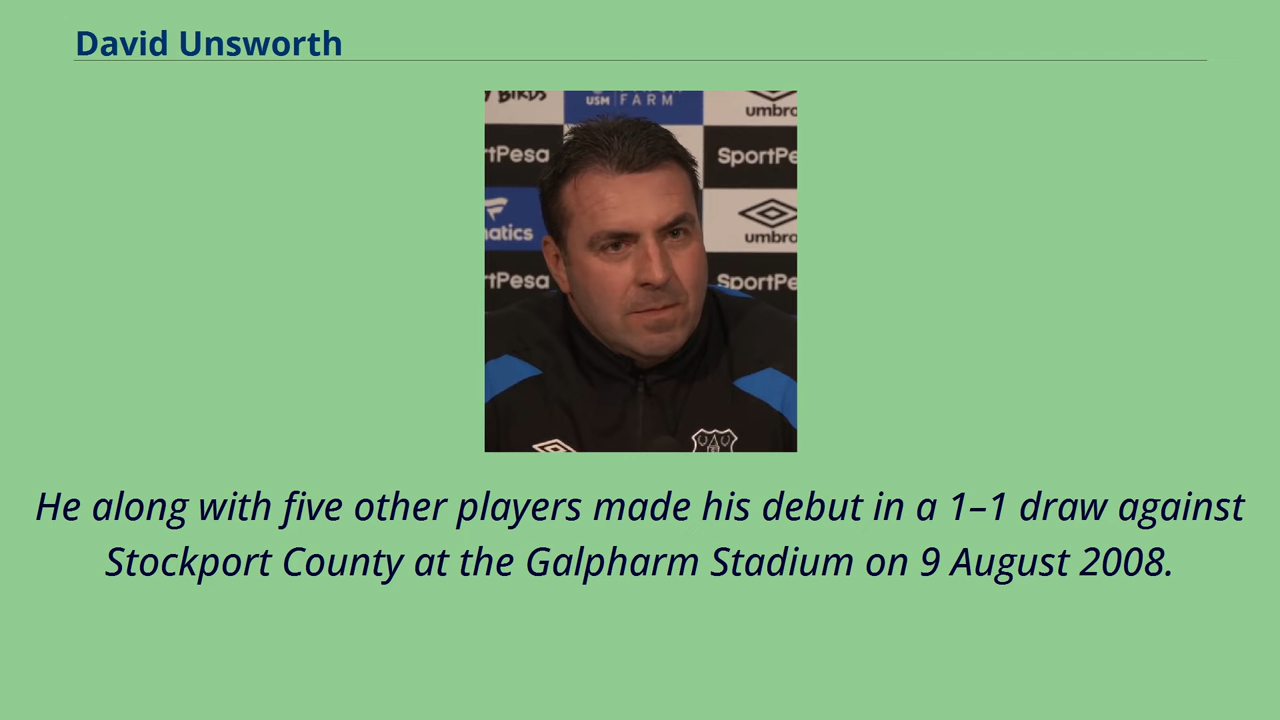 David Unsworth
BIRDS
USM FARM
umbro
rtPesa
SportPe
natics
umbro
rtPesa
SportPe
He along with five other players made his debut in a 1–1 draw against
Stockport County at the Galpharm Stadium on 9 August 2008.